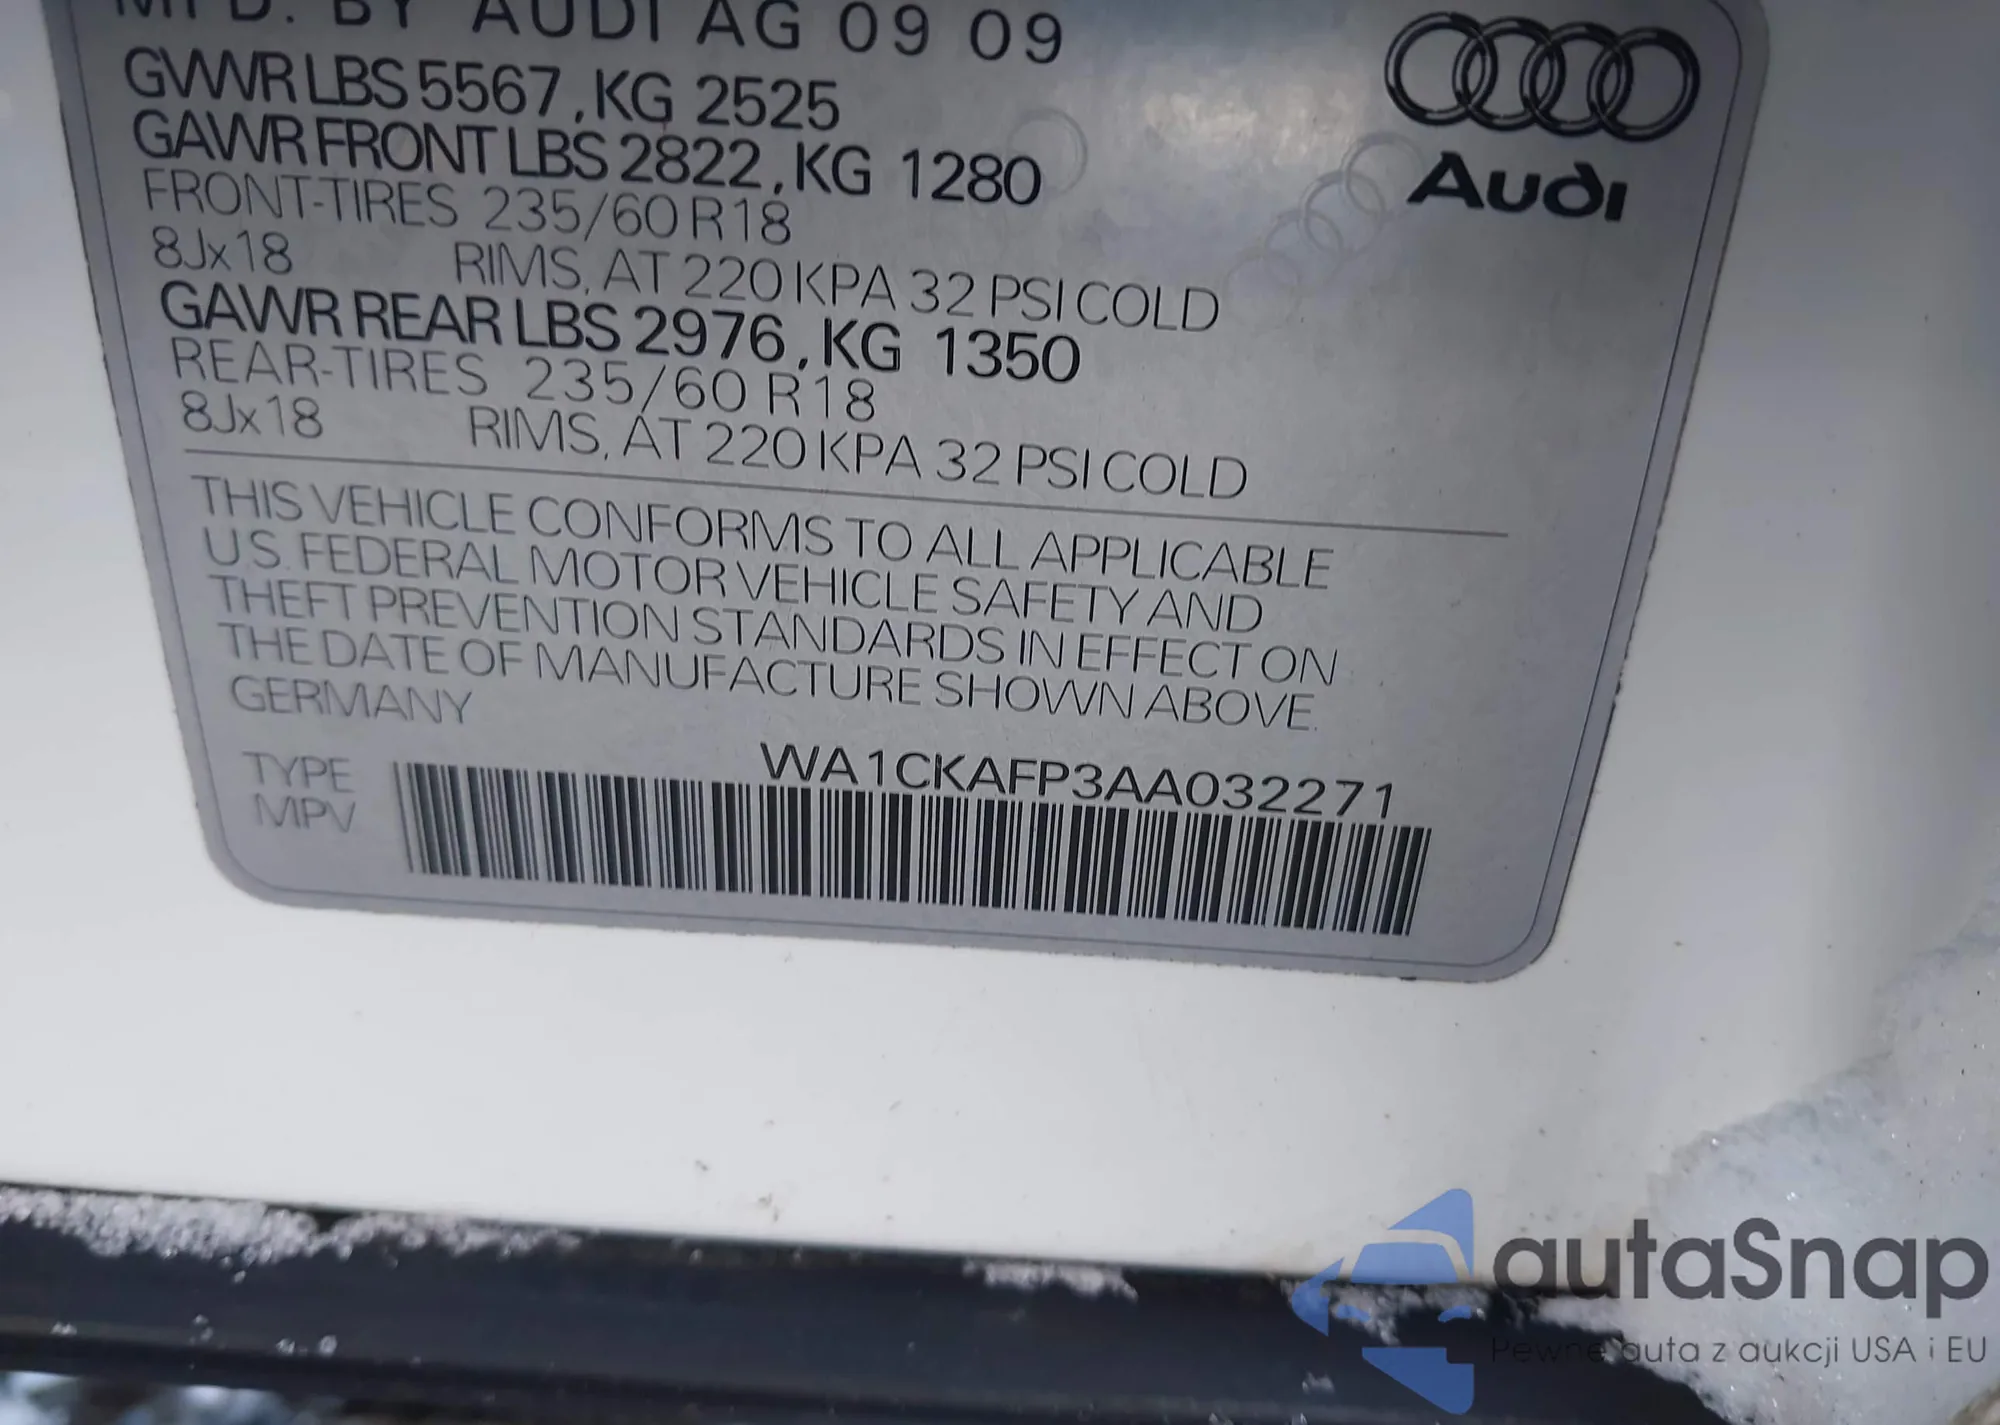 MFD. BY AUDI AG 09 09
GVWR LBS 5567, KG 2525
GAWR FRONT LBS 2822, KG 1280
FRONT-TIRES 235/60 R18
8Jx18 RIMS, AT 220 KPA 32 PSI COLD
GAWR REAR LBS 2976, KG 1350
REAR-TIRES 235/60 R18
8Jx18 RIMS, AT 220 KPA 32 PSI COLD
Audi
THIS VEHICLE CONFORMS TO ALL APPLICABLE
U.S. FEDERAL MOTOR VEHICLE SAFETY AND
THEFT PREVENTION STANDARDS IN EFFECT ON
THE DATE OF MANUFACTURE SHOWN ABOVE.
GERMANY
TYPE
MPV
WA1CKAFP3AA032271
autaSnap
Pewne auta z aukcji USA i EU